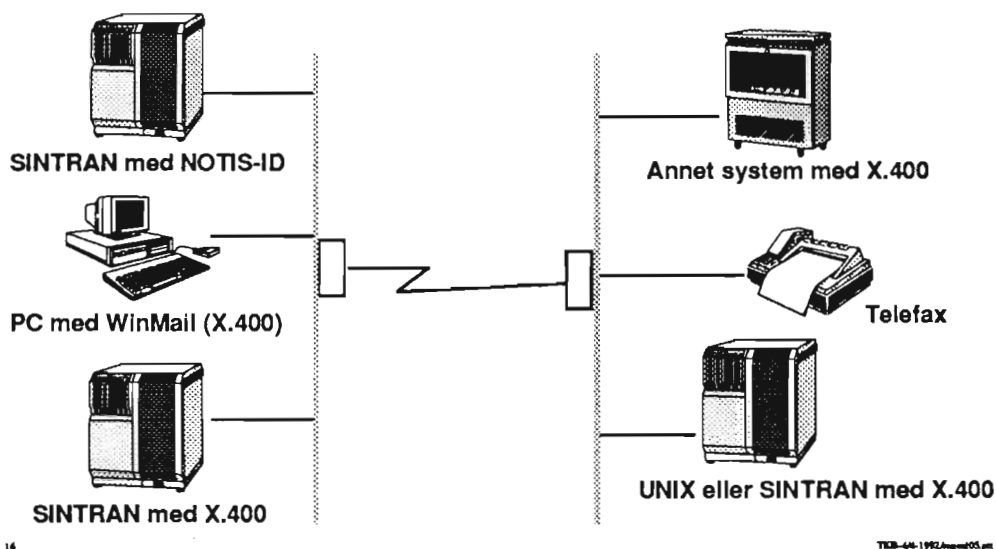 SINTRAN med NOTIS-ID
Annet system med X.400
PC med WinMail (X.400)
Telefax
SINTRAN med X.400
UNIX eller SINTRAN med X.400
16